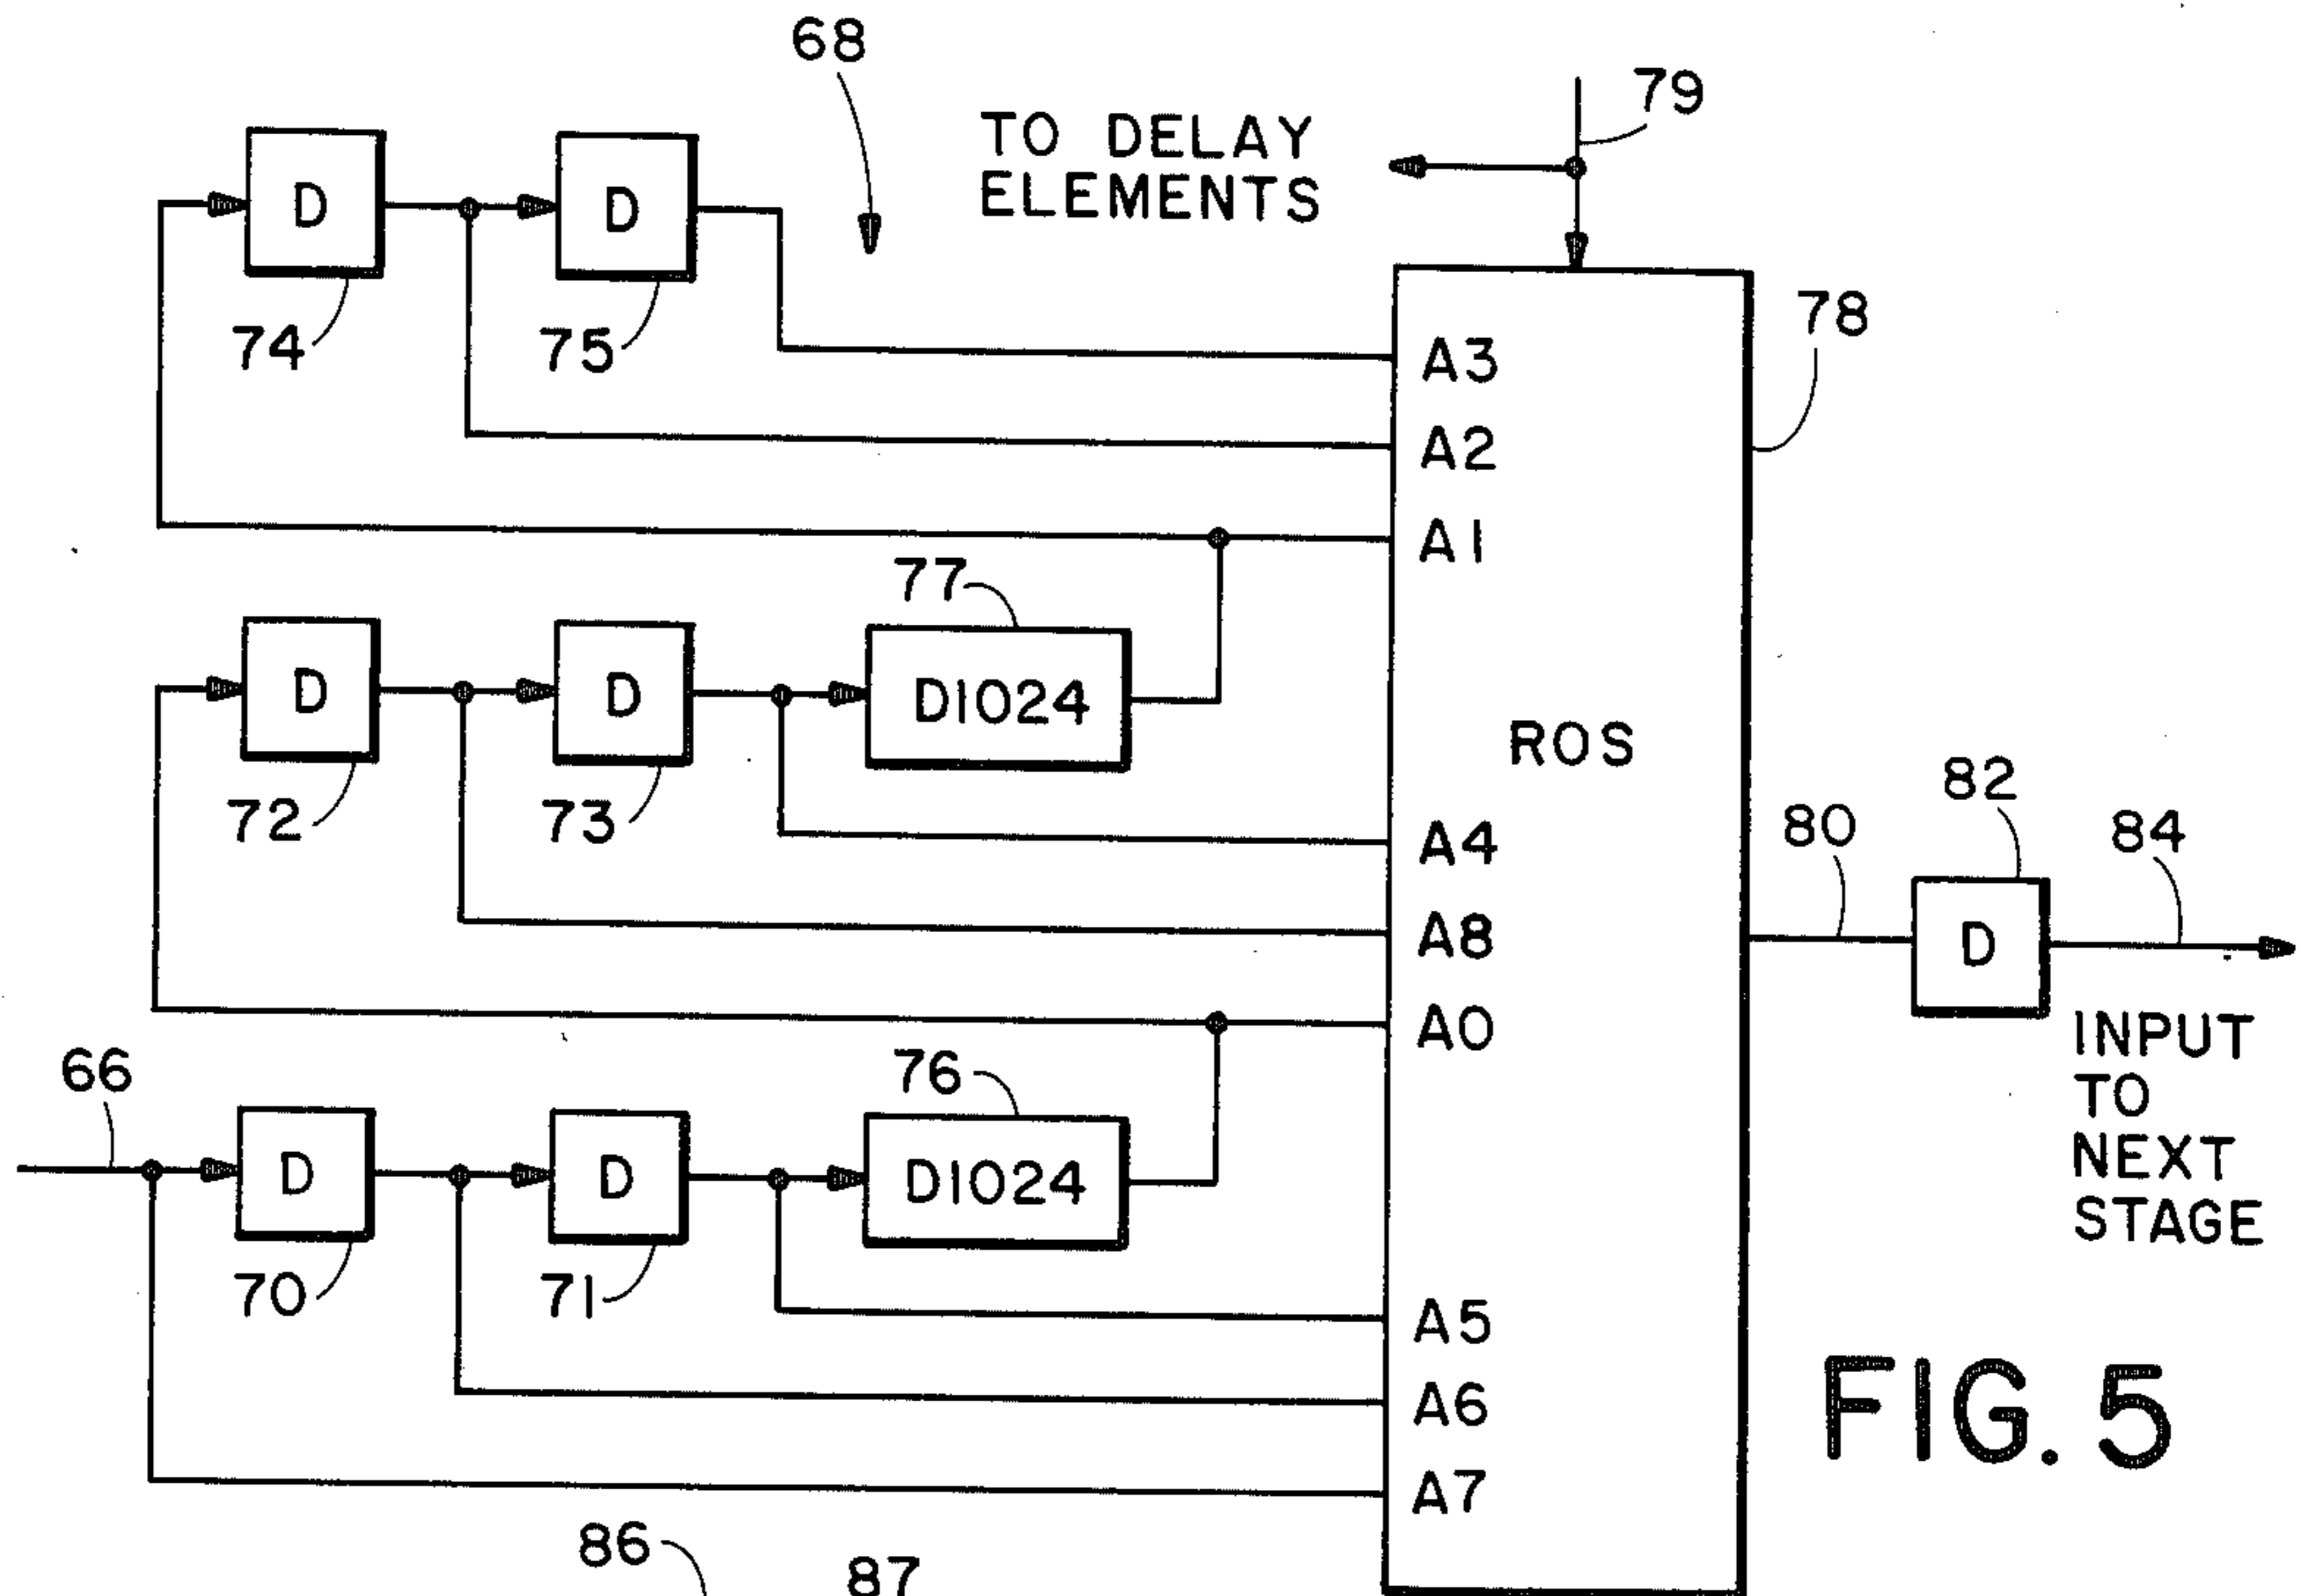 68
79
TO DELAY
ELEMENTS
D
D
74
75
78
A3
A2
A1
77
D
D
D1024
72
73
ROS
A4
A8
A0
80
82
84
D
INPUT
TO
NEXT
STAGE
66
76
D
D
D1024
70
71
A5
A6
A7
FIG. 5
86
87